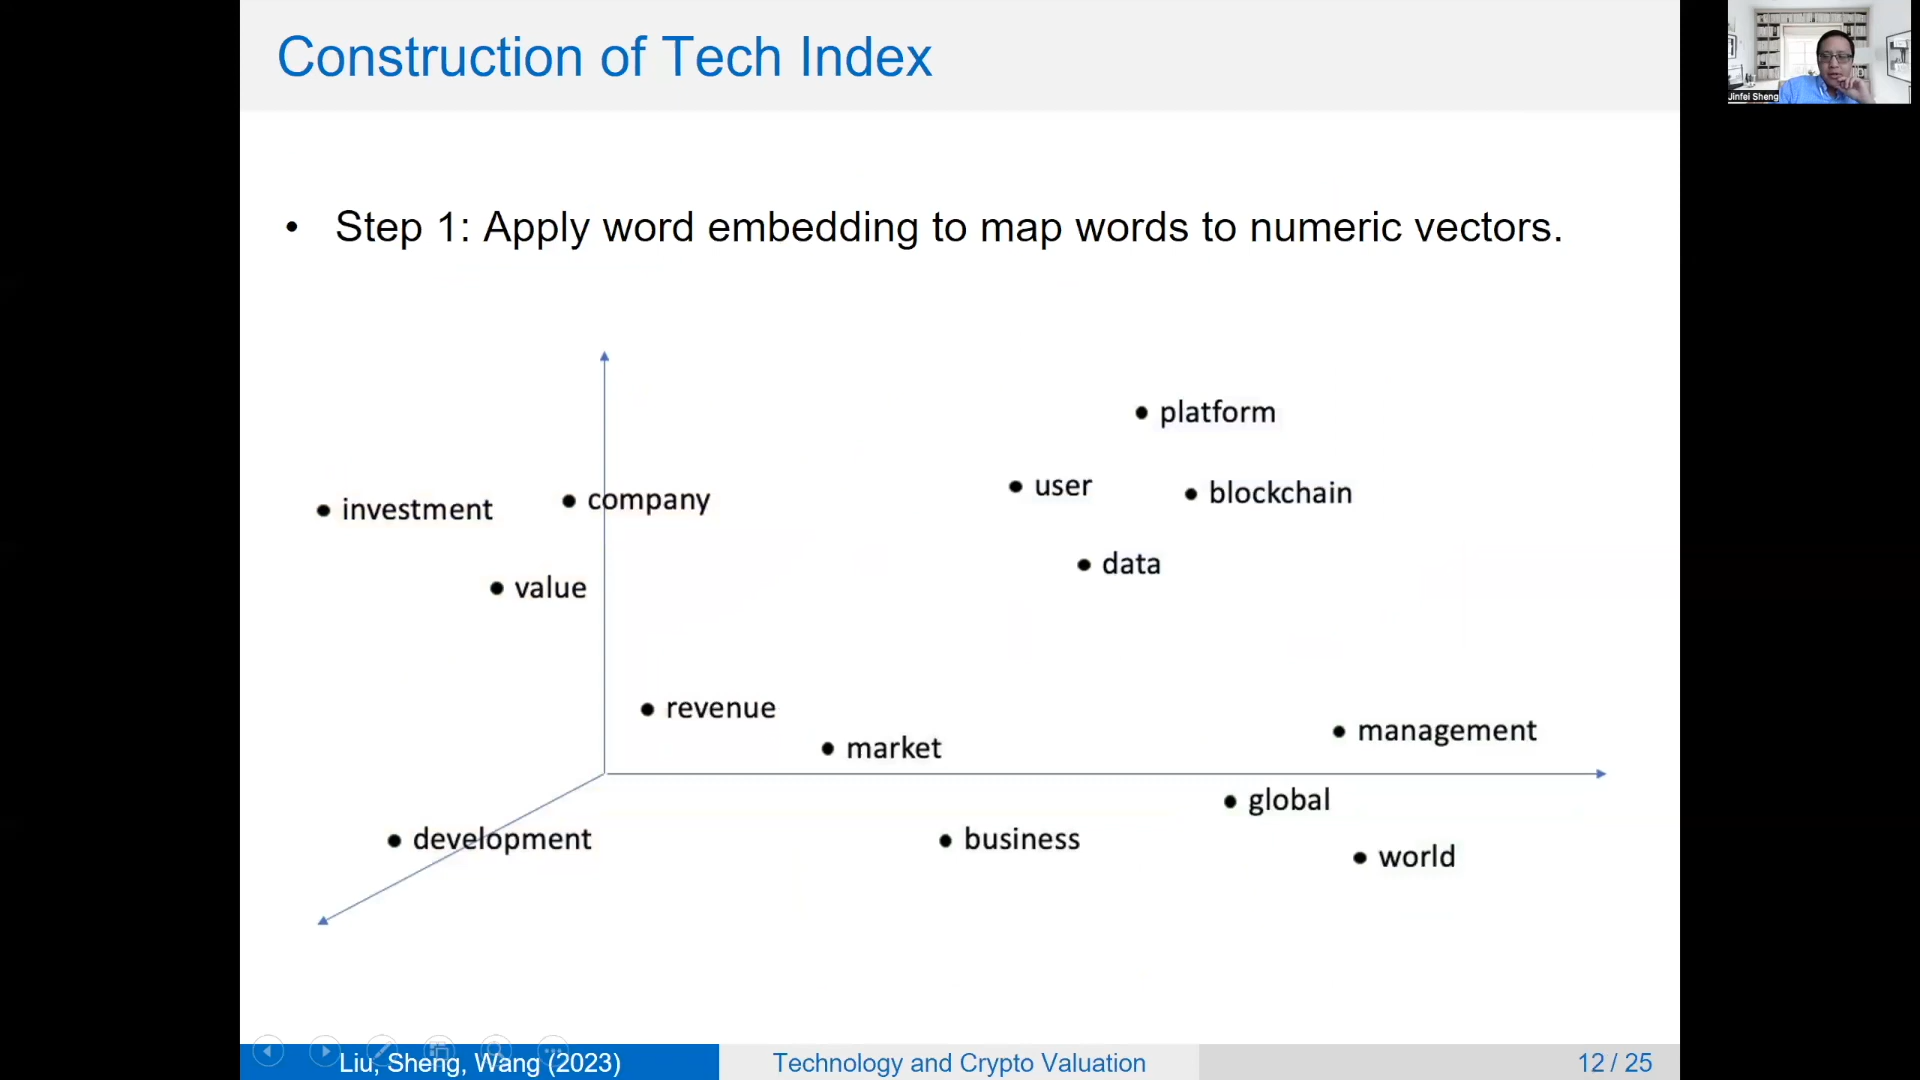 Construction of Tech Index
Jinfei Sheng
• Step 1: Apply word embedding to map words to numeric vectors.
platform
user
blockchain
company
investment
data
value
revenue
management
market
global
development
business
world
Liu, Sheng, Wang (2023)
Technology and Crypto Valuation
12 / 25